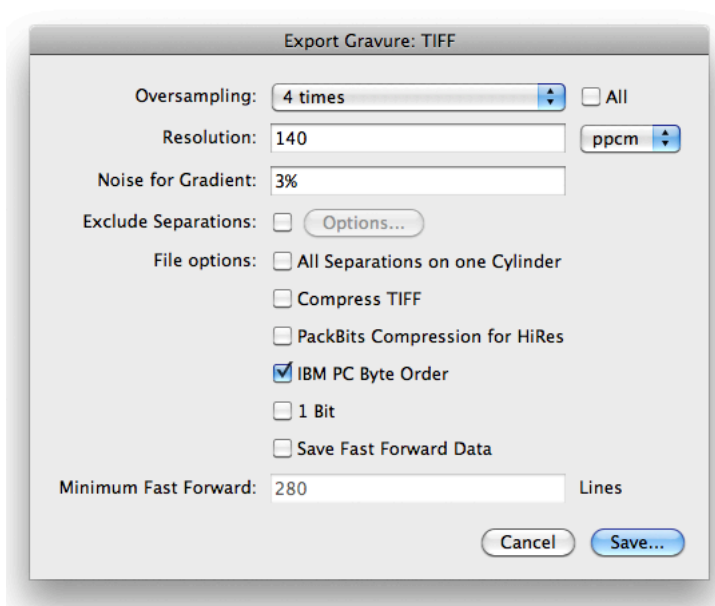 Export Gravure: TIFF
Oversampling: 4 times All
Resolution: 140 ppcm
Noise for Gradient: 3%
Exclude Separations: Options...
File options: All Separations on one Cylinder
Compress TIFF
PackBits Compression for HiRes
IBM PC Byte Order
1 Bit
Save Fast Forward Data
Minimum Fast Forward: 280 Lines
Cancel Save...